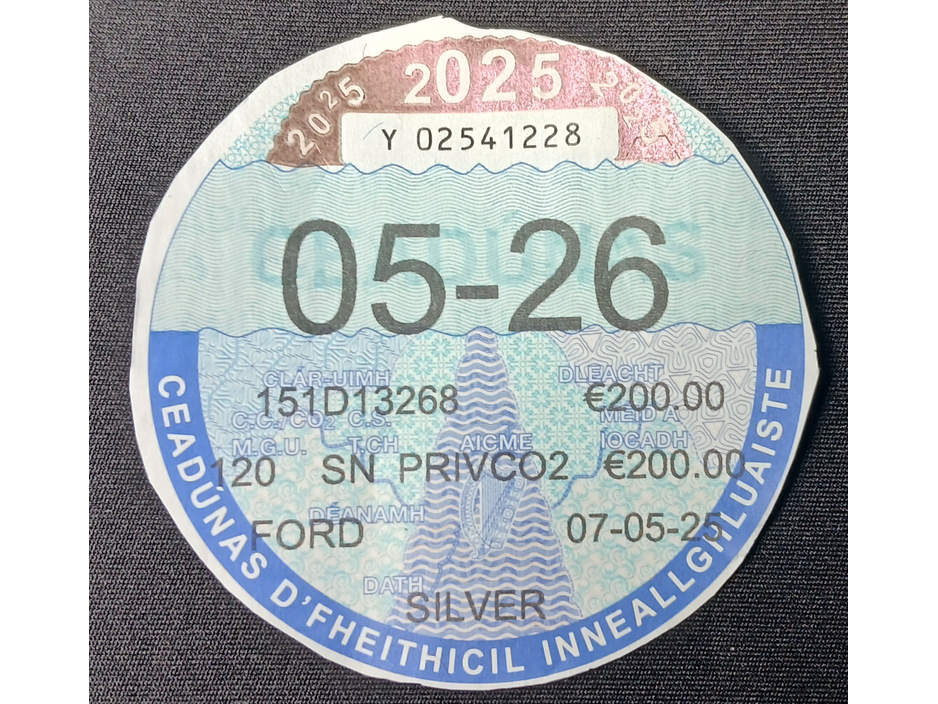 2025 2025 2025
Y 02541228
CEADÚNAS
05-26
CLÁR-UIMH DLEACHT
151D13268 €200.00
C.C./CO2 C.S. MÉID A
M.G.U. T.CH AICME ÍOCADH
120 SN PRIVCO2 €200.00
DÉANAMH
FORD 07-05-25
DATH
SILVER
CEADÚNAS D'FHEITHICIL INNEALLGHLUAISTE